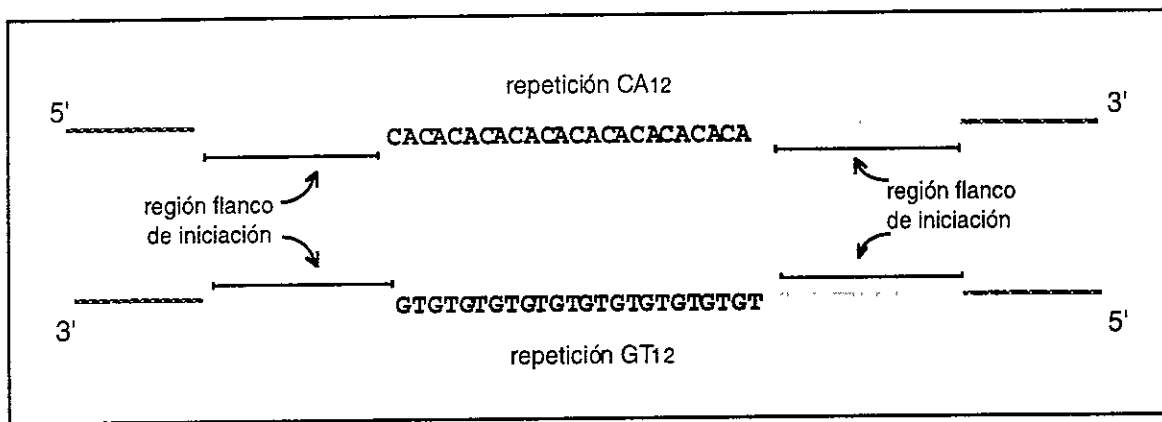 repetición CA12
5'
3'
CACACACACACACACACACACACA
región flanco
de iniciación
región flanco
de iniciación
GTGTGTGTGTGTGTGTGTGTGTGT
3'
5'
repetición GT12